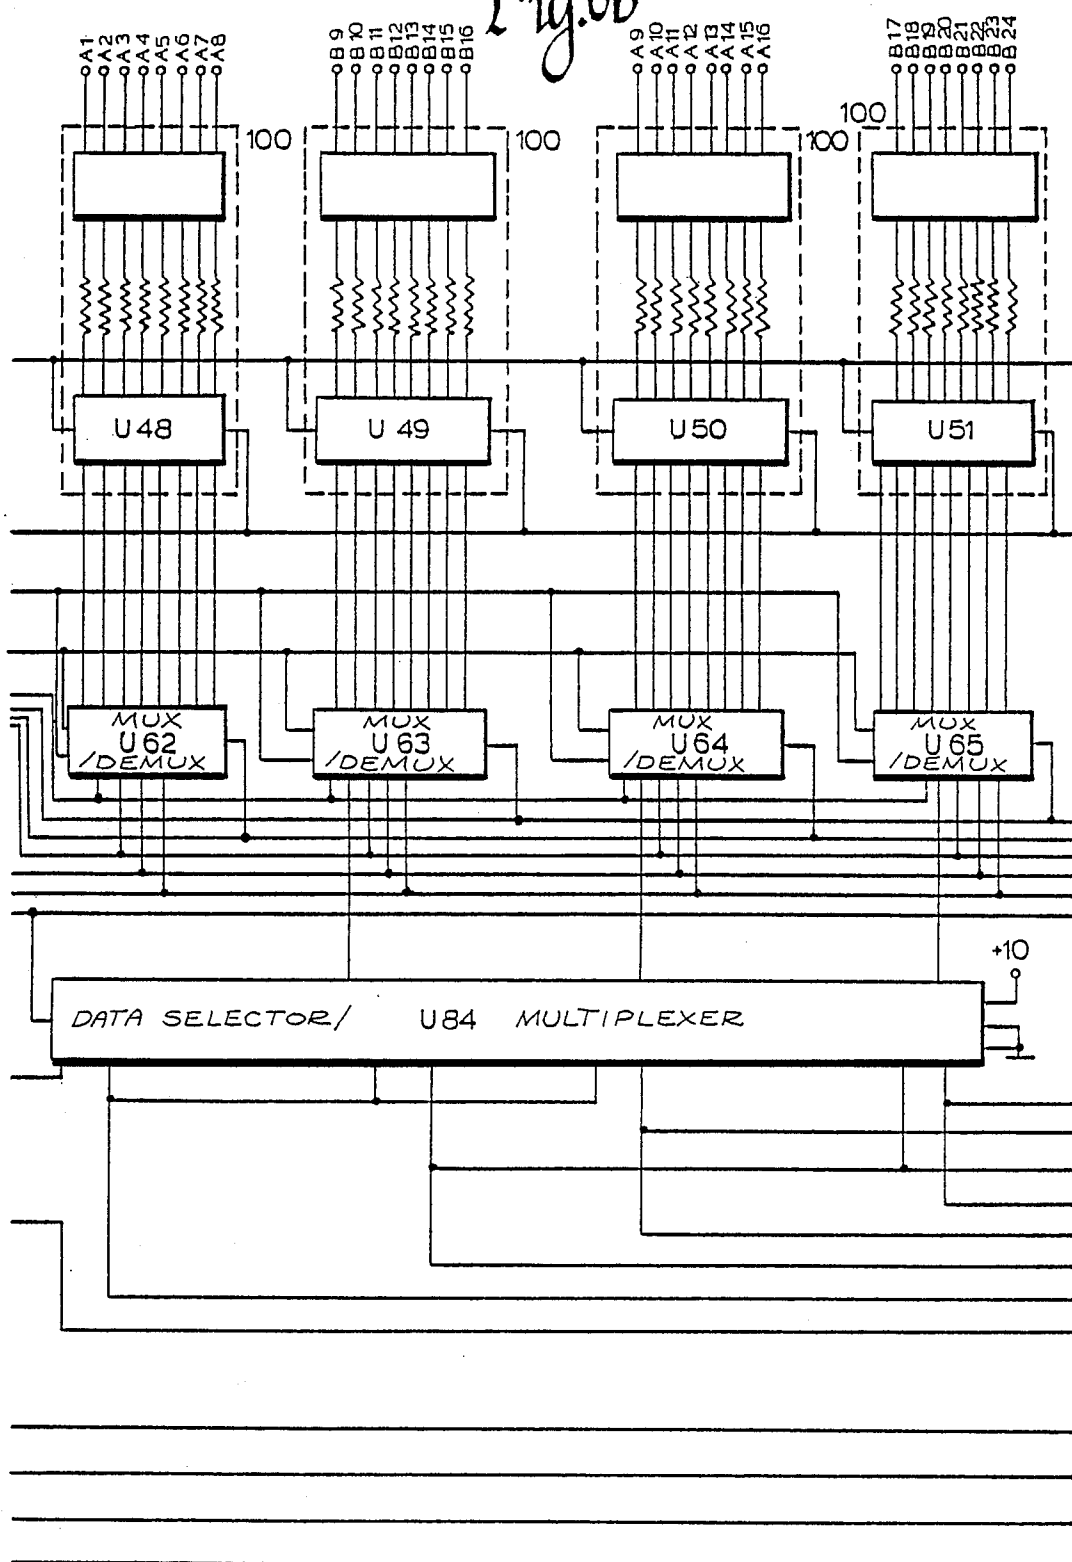 A1 A2 A3 A4 A5 A6 A7 A8
B9 B10 B11 B12 B13 B14 B15 B16
A9 A10 A11 A12 A13 A14 A15 A16
B17 B18 B19 B20 B21 B22 B23 B24
100 100 100 100
U48 U49 U50 U51
MUX
U62
/DEMUX
MUX
U63
/DEMUX
MUX
U64
/DEMUX
MUX
U65
/DEMUX
+10
DATA SELECTOR/ U84 MULTIPLEXER